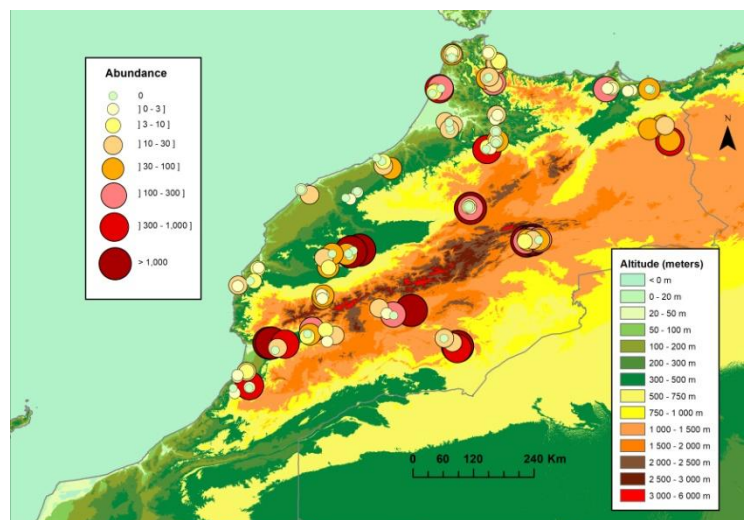 Abundance
0
] 0 - 3 ]
] 3 - 10 ]
] 10 - 30 ]
] 30 - 100 ]
] 100 - 300 ]
] 300 - 1,000 ]
> 1,000
N
Altitude (meters)
< 0 m
0 - 20 m
20 - 50 m
50 - 100 m
100 - 200 m
200 - 300 m
300 - 500 m
500 - 750 m
750 - 1 000 m
1 000 - 1 500 m
1 500 - 2 000 m
2 000 - 2 500 m
2 500 - 3 000 m
3 000 - 6 000 m
0 60 120 240 Km